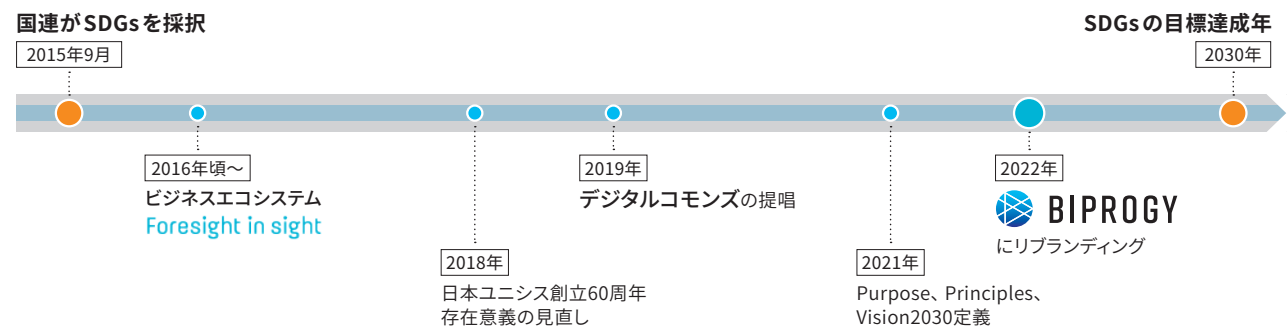 国連がSDGsを採択
2015年9月
SDGsの目標達成年
2030年
2016年頃～
ビジネスエコシステム
Foresight in sight
2018年
日本ユニシス創立60周年
存在意義の見直し
2019年
デジタルコモンズの提唱
2021年
Purpose、Principles、
Vision2030定義
2022年
BIPROGY
にリブランディング